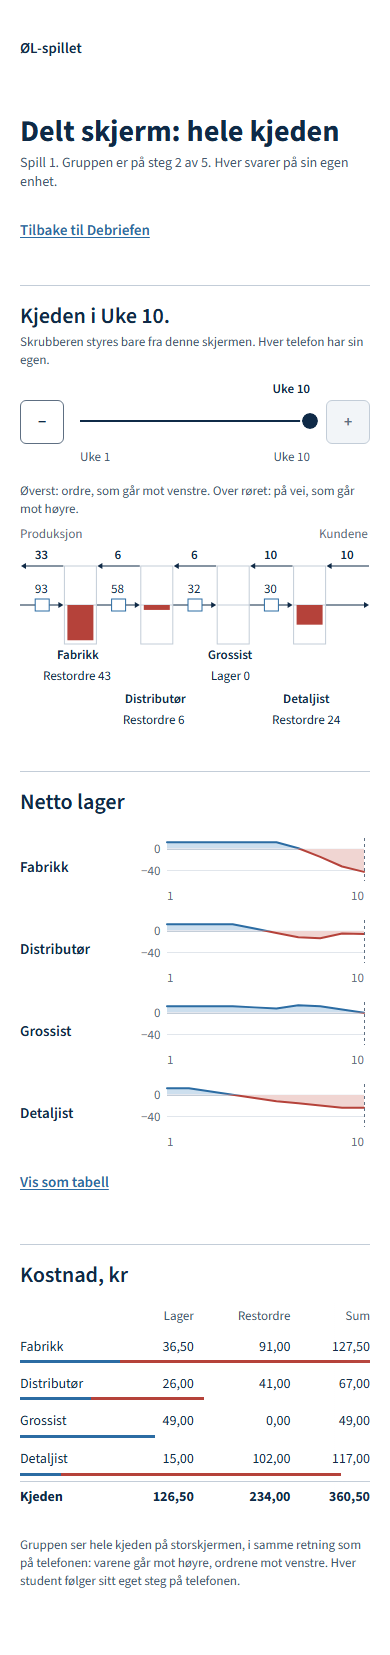 ØL-spillet
Delt skjerm: hele kjeden
Spill 1. Gruppen er på steg 2 av 5. Hver svarer på sin egen
enhet.
Tilbake til Debriefen
Kjeden i Uke 10.
Skrubberen styres bare fra denne skjermen. Hver telefon har sin
egen.
Uke 10
− +
Uke 1 Uke 10
Øverst: ordre, som går mot venstre. Over røret: på vei, som går
mot høyre.
Produksjon Kundene
33 6 6 10 10
93 58 32 30
Fabrikk Grossist
Restordre 43 Lager 0
Distributør Detaljist
Restordre 6 Restordre 24
Netto lager
0
Fabrikk −40
1 10
0
Distributør −40
1 10
0
Grossist −40
1 10
0
Detaljist −40
1 10
Vis som tabell
Kostnad, kr
Lager Restordre Sum
Fabrikk 36,50 91,00 127,50
Distributør 26,00 41,00 67,00
Grossist 49,00 0,00 49,00
Detaljist 15,00 102,00 117,00
Kjeden 126,50 234,00 360,50
Gruppen ser hele kjeden på storskjermen, i samme retning som
på telefonen: varene går mot høyre, ordrene mot venstre. Hver
student følger sitt eget steg på telefonen.